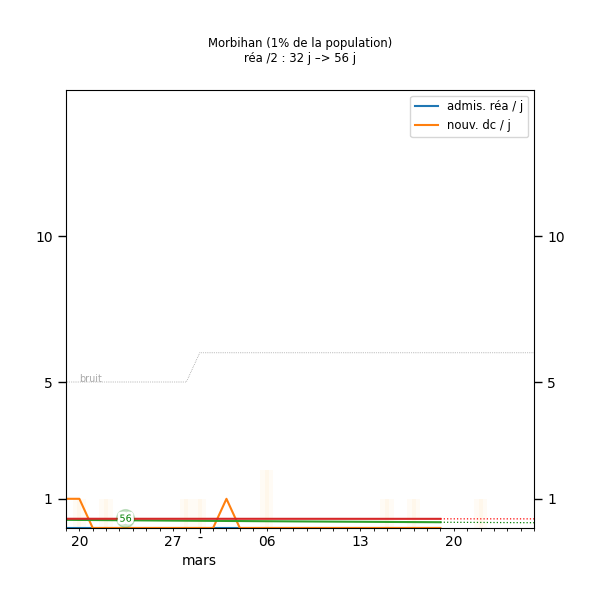 Morbihan (1% de la population)
réa /2 : 32 j –> 56 j
admis. réa / j
nouv. dc / j
10
10
bruit
5
5
1
1
56
20
27
-
06
13
20
mars